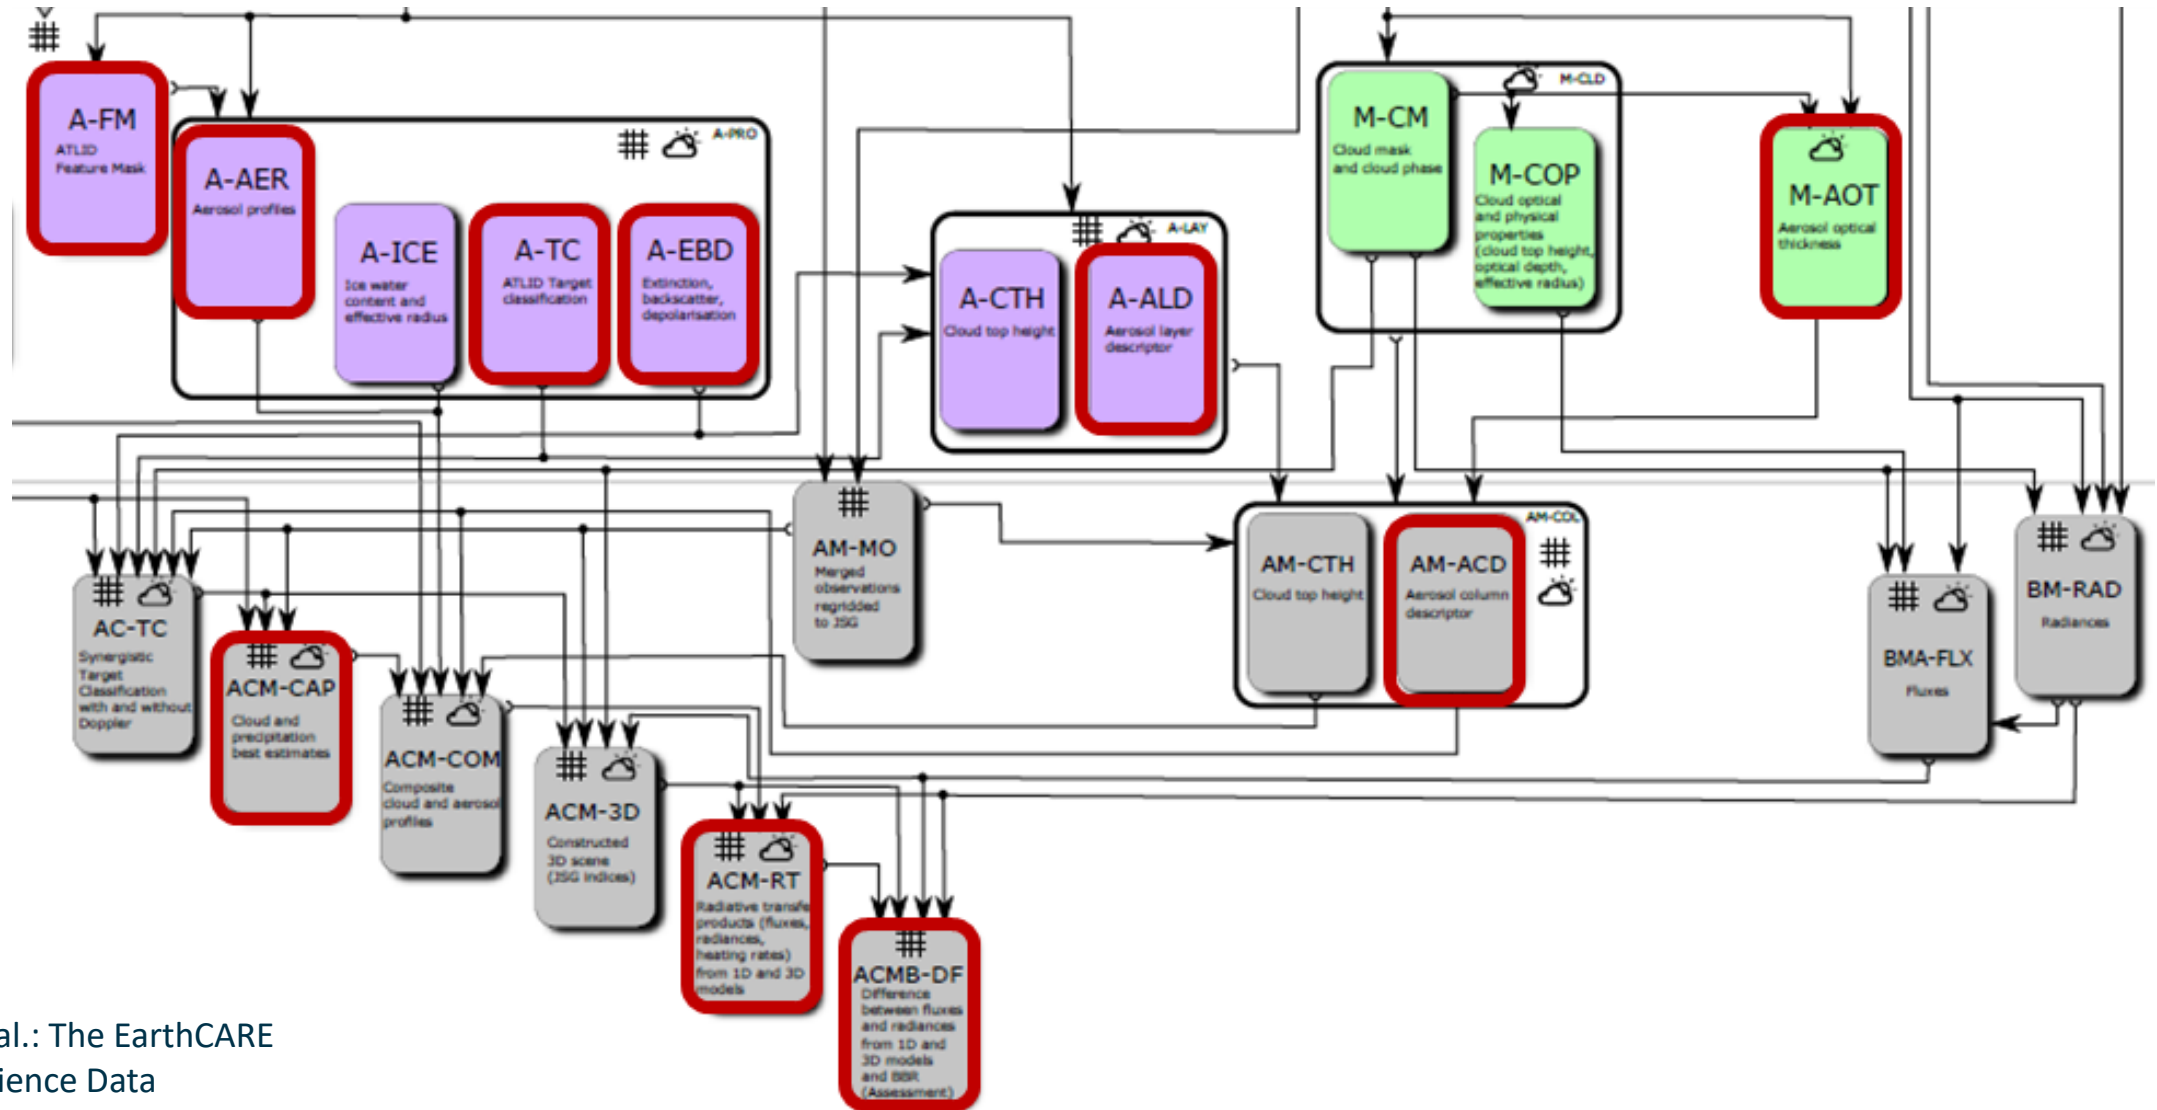 A-FM
ATLID
Feature Mask
A-PRO
A-AER
Aerosol profiles
A-ICE
Ice water
content and
effective radius
A-TC
ATLID Target
classification
A-EBD
Extinction,
backscatter,
depolarisation
A-LAY
A-CTH
Cloud top height
A-ALD
Aerosol layer
descriptor
M-CLD
M-CM
Cloud mask
and cloud phase
M-COP
Cloud optical
and physical
properties
(cloud top height,
optical depth,
effective radius)
M-AOT
Aerosol optical
thickness
AM-MO
Merged
observations
regridded
to JSG
AM-COL
AM-CTH
Cloud top height
AM-ACD
Aerosol column
descriptor
BM-RAD
Radiances
BMA-FLX
Fluxes
AC-TC
Synergistic
Target
Classification
with and without
Doppler
ACM-CAP
Cloud and
precipitation
best estimates
ACM-COM
Composite
cloud and aerosol
profiles
ACM-3D
Constructed
3D scene
(JSG indices)
ACM-RT
Radiative transfe
products (fluxes,
radiances,
heating rates)
from 1D and 3D
models
ACMB-DF
Difference
between fluxes
and radiances
from 1D and
3D models
and BBR
(Assessment)
al.: The EarthCARE
ience Data